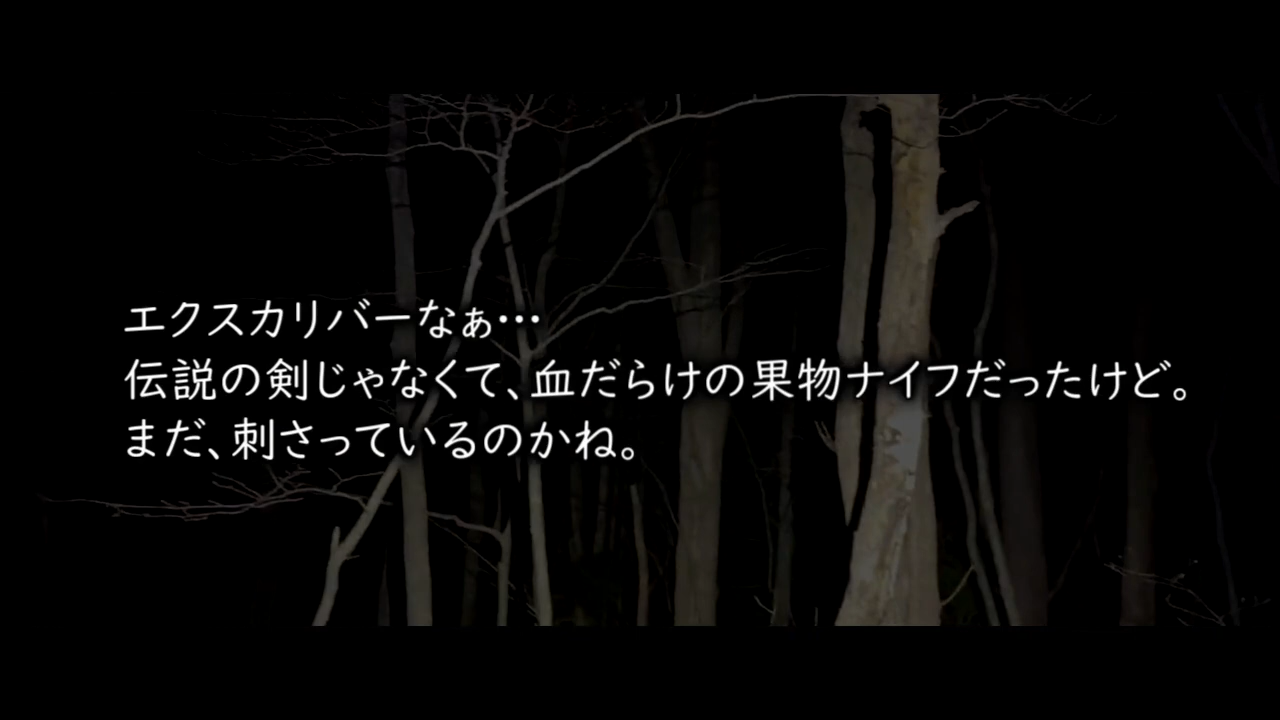 エクスカリバーなぁ…
伝説の剣じゃなくて、血だらけの果物ナイフだったけど。
まだ、刺さっているのかね。